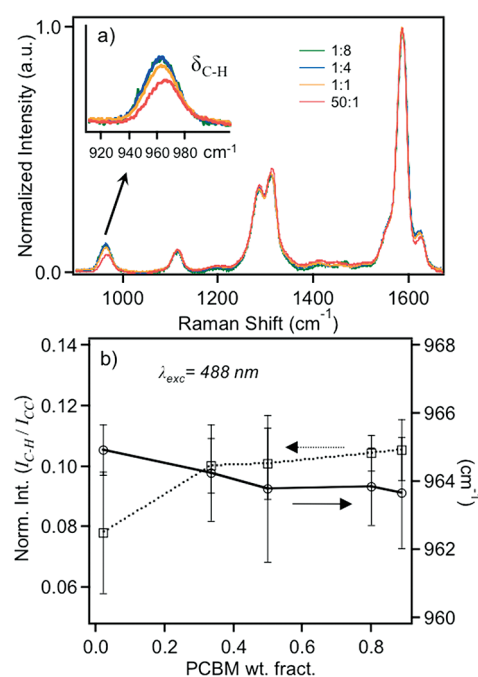 a)
δC-H
920 940 960 980 cm-1
1:8
1:4
1:1
50:1
1.0
0.0
Normalized Intensity (a.u.)
1000 1200 1400 1600
Raman Shift (cm-1)
b)
λexc= 488 nm
0.14
0.12
0.10
0.08
0.06
Norm. Int. (IC-H / ICC)
968
966
964
962
960
(cm-1)
0.0 0.2 0.4 0.6 0.8
PCBM wt. fract.